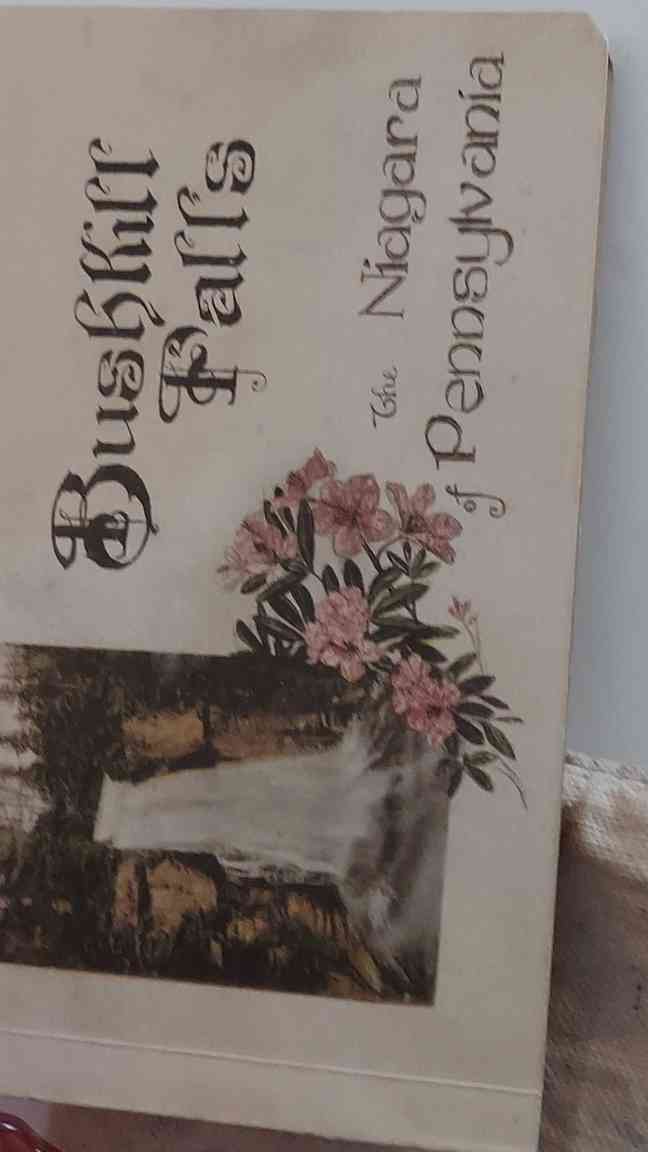 Bushkill
Falls
The Niagara
of Pennsylvania